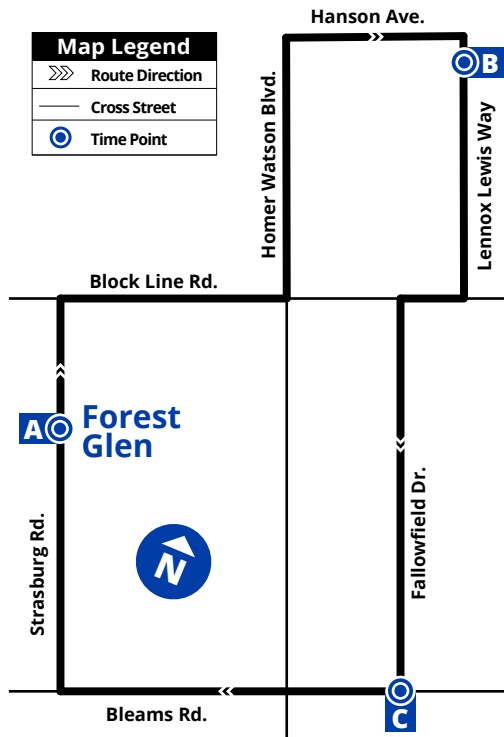 Hanson Ave.
Map Legend
Route Direction
Cross Street
Time Point
B
Homer Watson Blvd.
Lennox Lewis Way
Block Line Rd.
A
Forest
Glen
Strasburg Rd.
N
Fallowfield Dr.
Bleams Rd.
C